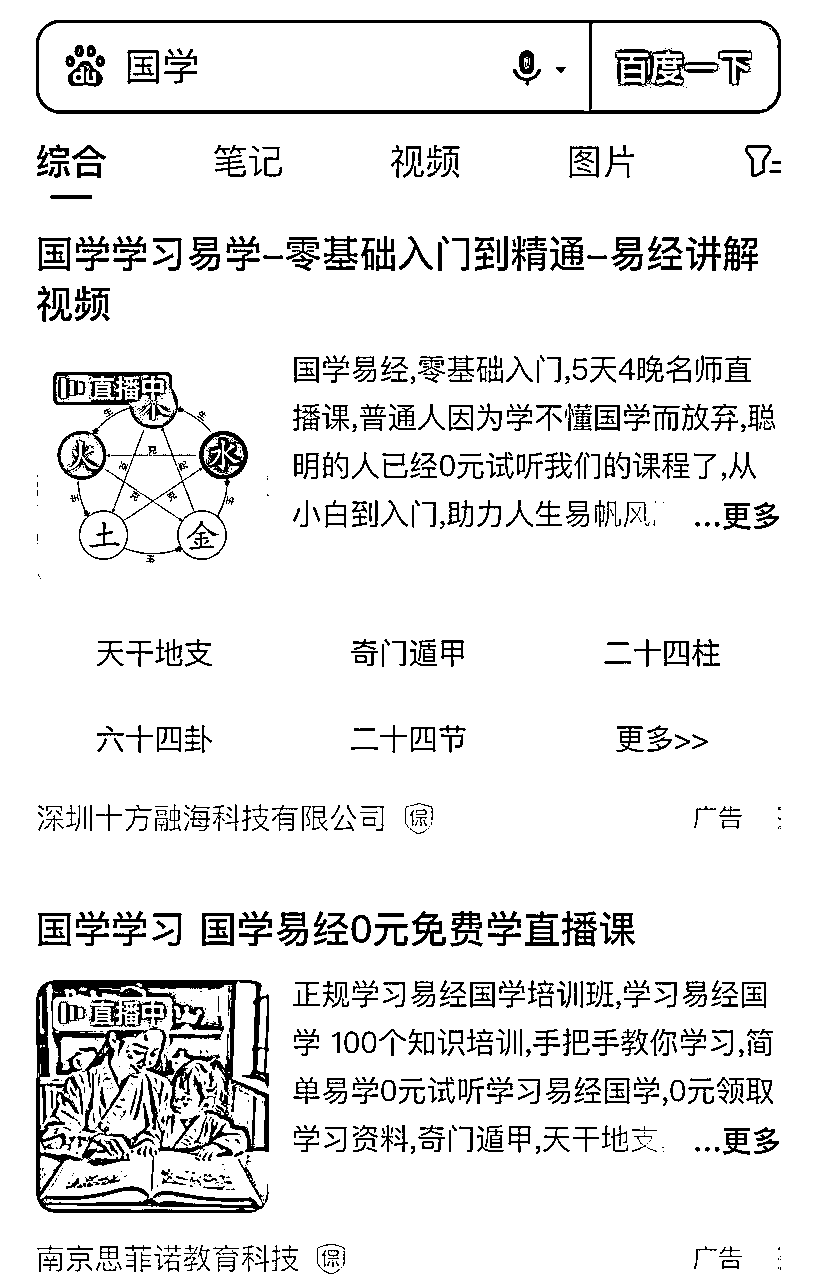 国学
百度一下
综合 笔记 视频 图片
国学学习易学-零基础入门到精通-易经讲解
视频
直播中
国学易经,零基础入门,5天4晚名师直
播课,普通人因为学不懂国学而放弃,聪
明的人已经0元试听我们的课程了,从
小白到入门,助力人生易帆风 ...更多
火 水
土 金
天干地支 奇门遁甲 二十四柱
六十四卦 二十四节 更多>>
深圳十方融海科技有限公司 保 广告
国学学习 国学易经0元免费学直播课
直播中
正规学习易经国学培训班,学习易经国
学 100个知识培训,手把手教你学习,简
单易学0元试听学习易经国学,0元领取
学习资料,奇门遁甲,天干地支 ...更多
南京思菲诺教育科技 保 广告